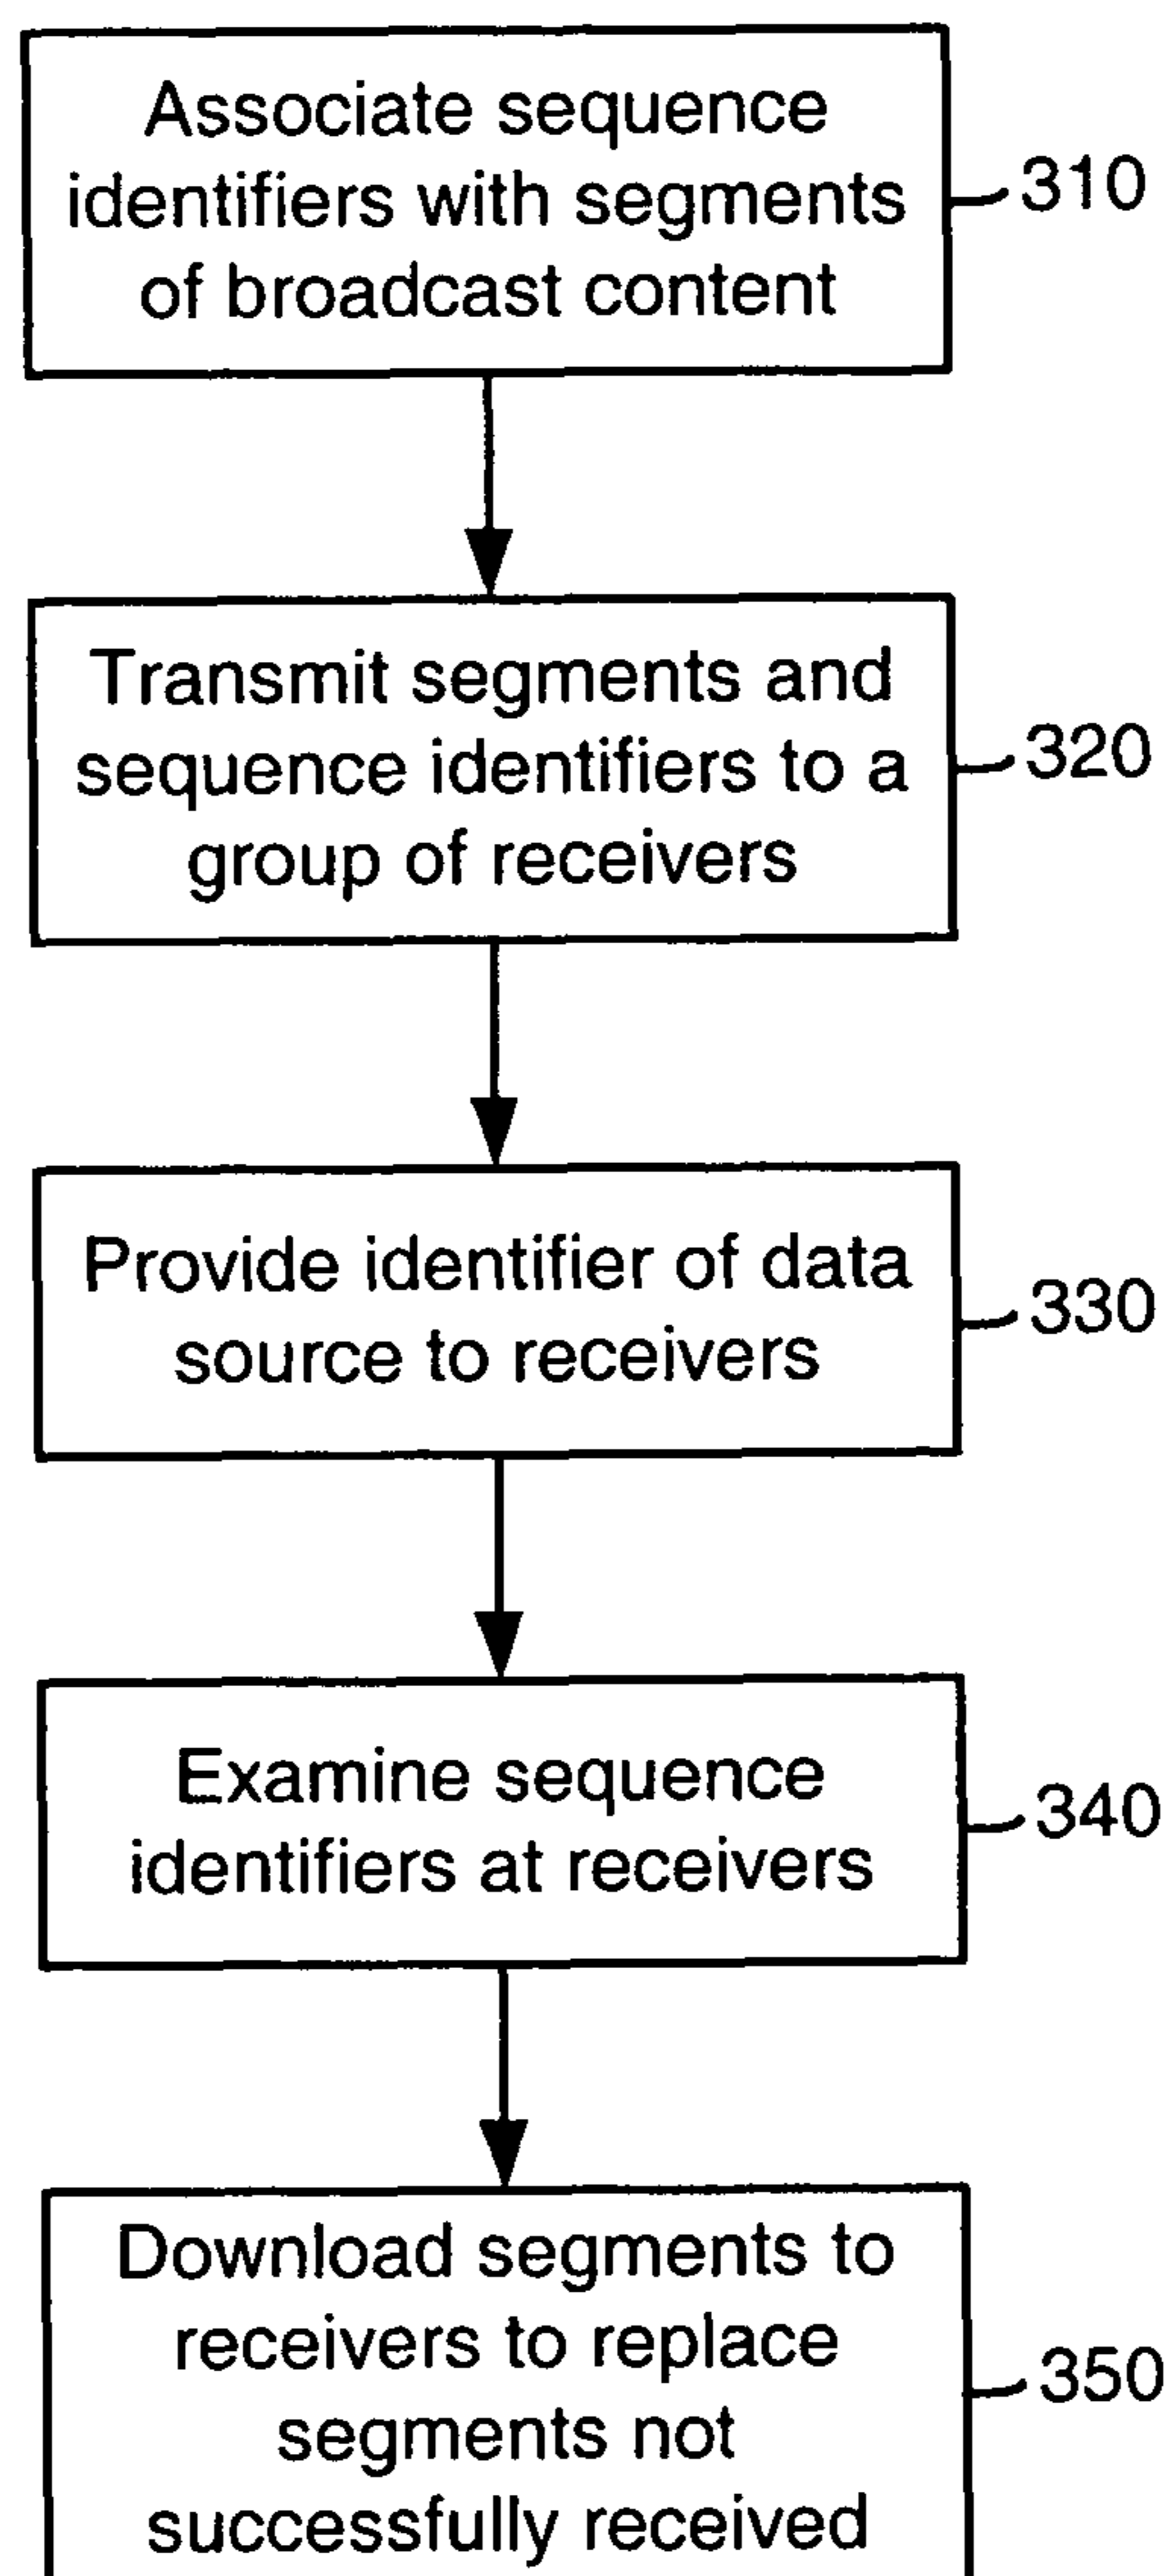 Associate sequence
identifiers with segments
of broadcast content
310
Transmit segments and
sequence identifiers to a
group of receivers
320
Provide identifier of data
source to receivers
330
Examine sequence
identifiers at receivers
340
Download segments to
receivers to replace
segments not
successfully received
350